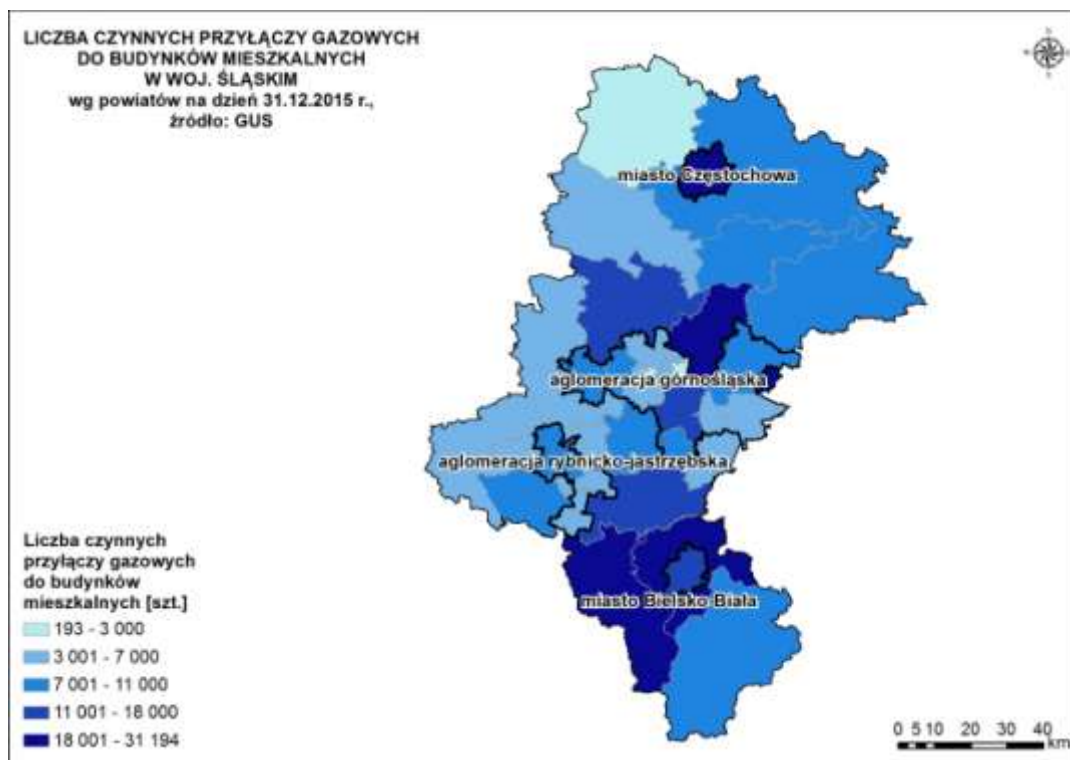 LICZBA CZYNNYCH PRZYŁĄCZY GAZOWYCH
DO BUDYNKÓW MIESZKALNYCH
W WOJ. ŚLĄSKIM
wg powiatów na dzień 31.12.2015 r.,
źródło: GUS
miasto Częstochowa
aglomeracja górnośląska
aglomeracja rybnicko-jastrzębska
miasto Bielsko-Biała
Liczba czynnych
przyłączy gazowych
do budynków
mieszkalnych [szt.]
193 - 3 000
3 001 - 7 000
7 001 - 11 000
11 001 - 18 000
18 001 - 31 194
0 5 10 20 30 40
km